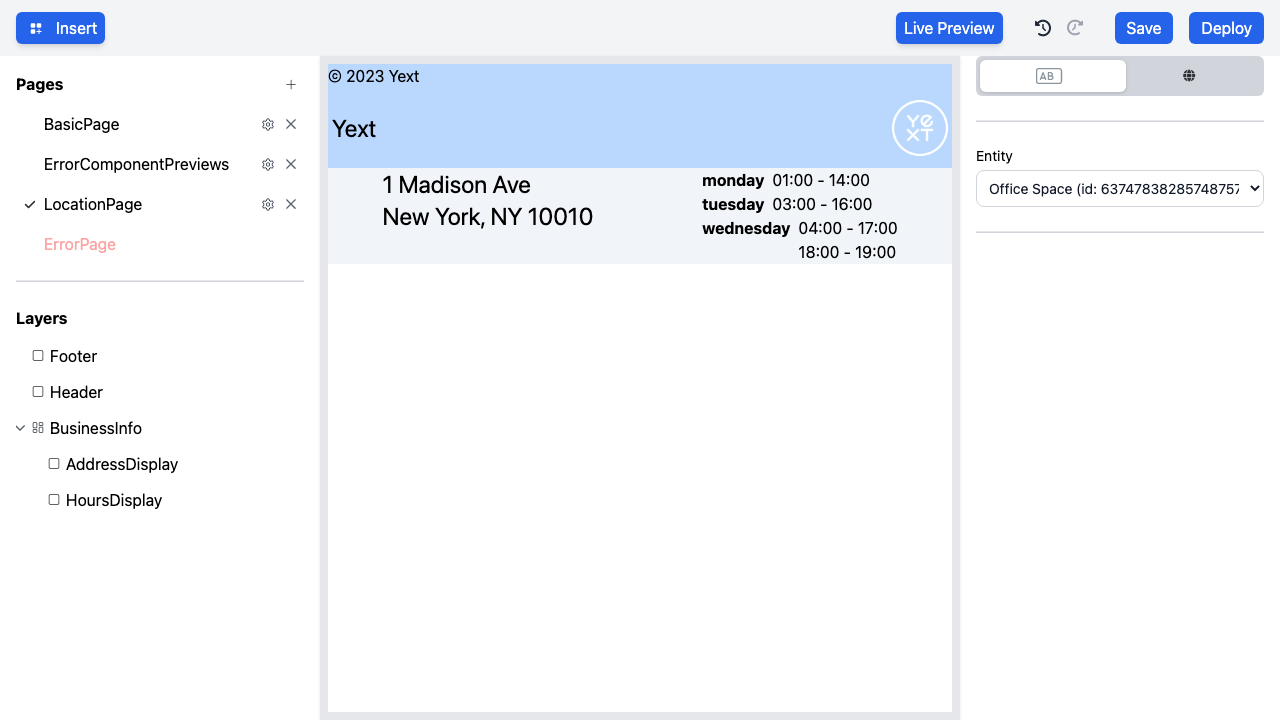 Insert
Live Preview
Save
Deploy
Pages
BasicPage
ErrorComponentPreviews
LocationPage
ErrorPage
Layers
Footer
Header
BusinessInfo
AddressDisplay
HoursDisplay
© 2023 Yext
Yext
YEXT
1 Madison Ave
New York, NY 10010
monday 01:00 - 14:00
tuesday 03:00 - 16:00
wednesday 04:00 - 17:00
18:00 - 19:00
AB
Entity
Office Space (id: 63747838285748757